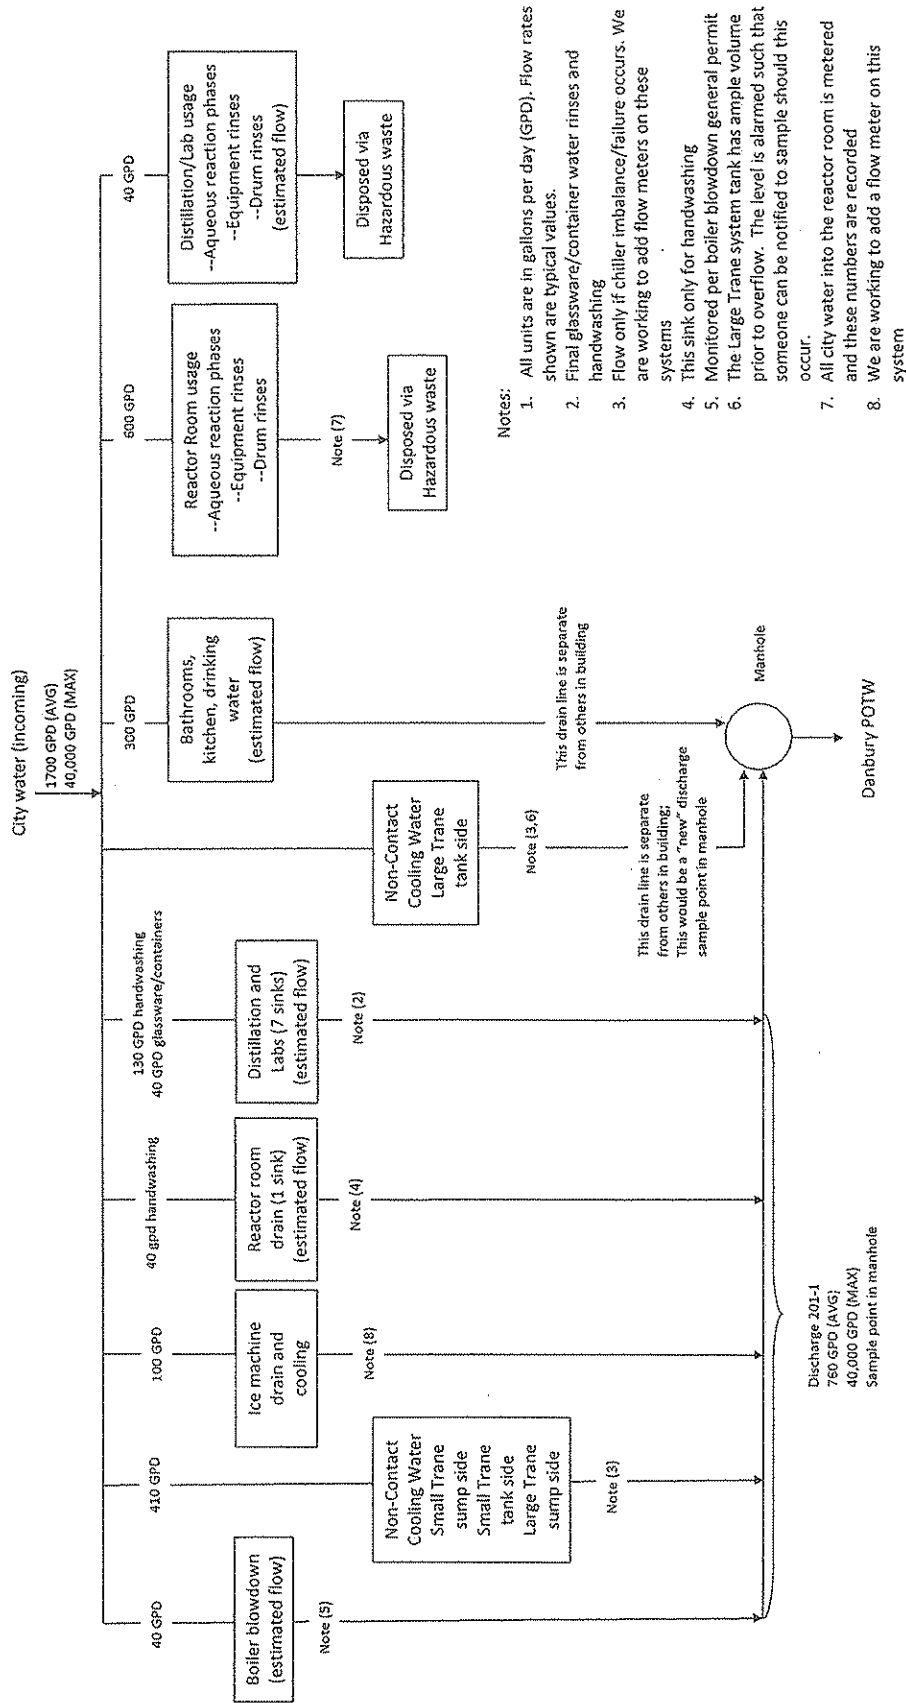 City water (incoming)
1700 GPD (AVG)
40,000 GPD (MAX)
40 GPD
410 GPD
100 GPD
40 gpd handwashing
130 GPD handwashing
40 GPD glassware/containers
300 GPD
600 GPD
40 GPD
Boiler blowdown
(estimated flow)
Note (5)
Non-Contact
Cooling Water
Small Trane
sump side
Small Trane
tank side
Large Trane
sump side
Note (3)
Ice machine
drain and
cooling
Note (8)
Reactor room
drain (1 sink)
(estimated flow)
Note (4)
Distillation and
Labs (7 sinks)
(estimated flow)
Note (2)
Non-Contact
Cooling Water
Large Trane
tank side
Note (3,6)
This drain line is separate
from others in building;
This would be a "new" discharge
sample point in manhole
Bathrooms,
kitchen, drinking
water
(estimated flow)
This drain line is separate
from others in building
Manhole
Danbury POTW
Reactor Room usage
--Aqueous reaction phases
--Equipment rinses
--Drum rinses
Note (7)
Disposed via
Hazardous waste
Distillation/Lab usage
--Aqueous reaction phases
--Equipment rinses
--Drum rinses
(estimated flow)
Disposed via
Hazardous waste
Discharge 201-1
760 GPD (AVG)
40,000 GPD (MAX)
Sample point in manhole
Notes:
1. All units are in gallons per day (GPD). Flow rates
shown are typical values.
2. Final glassware/container water rinses and
handwashing
3. Flow only if chiller imbalance/failure occurs. We
are working to add flow meters on these
systems
4. This sink only for handwashing
5. Monitored per boiler blowdown general permit
6. The Large Trane system tank has ample volume
prior to overflow. The level is alarmed such that
someone can be notified to sample should this
occur.
7. All city water into the reactor room is metered
and these numbers are recorded
8. We are working to add a flow meter on this
system